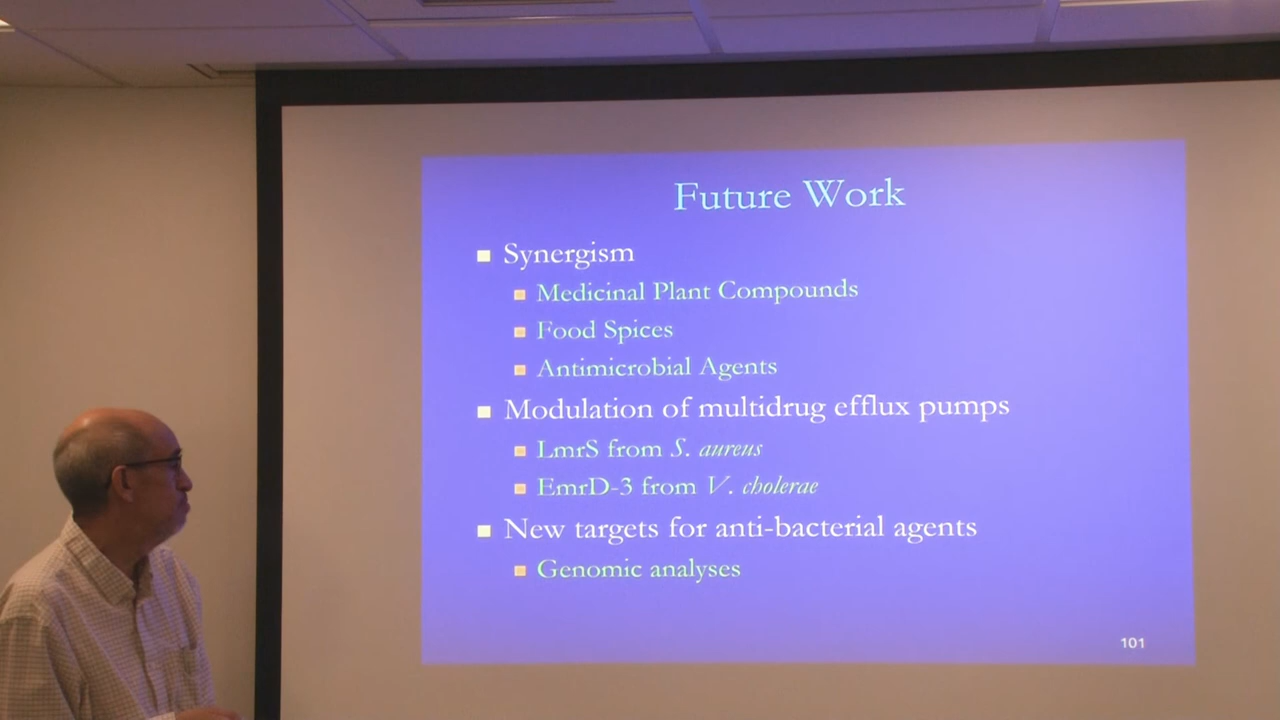 Future Work
Synergism
Medicinal Plant Compounds
Food Spices
Antimicrobial Agents
Modulation of multidrug efflux pumps
LmrS from S. aureus
EmrD-3 from V. cholerae
New targets for anti-bacterial agents
Genomic analyses
101